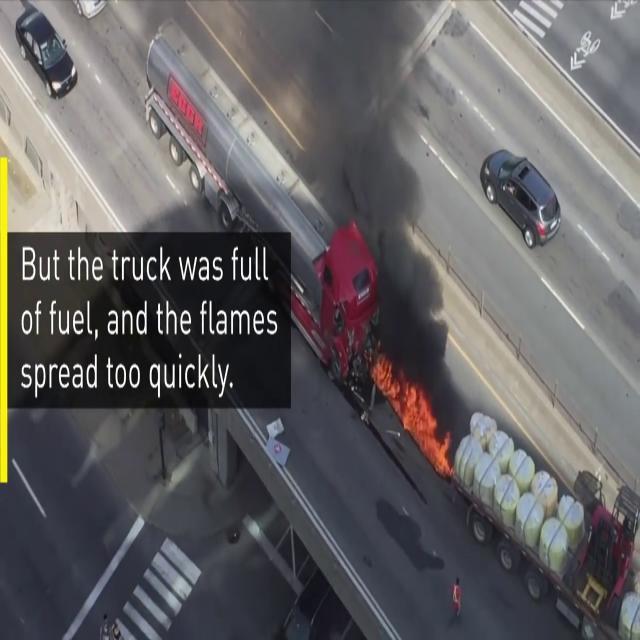 But the truck was full
of fuel, and the flames
spread too quickly.